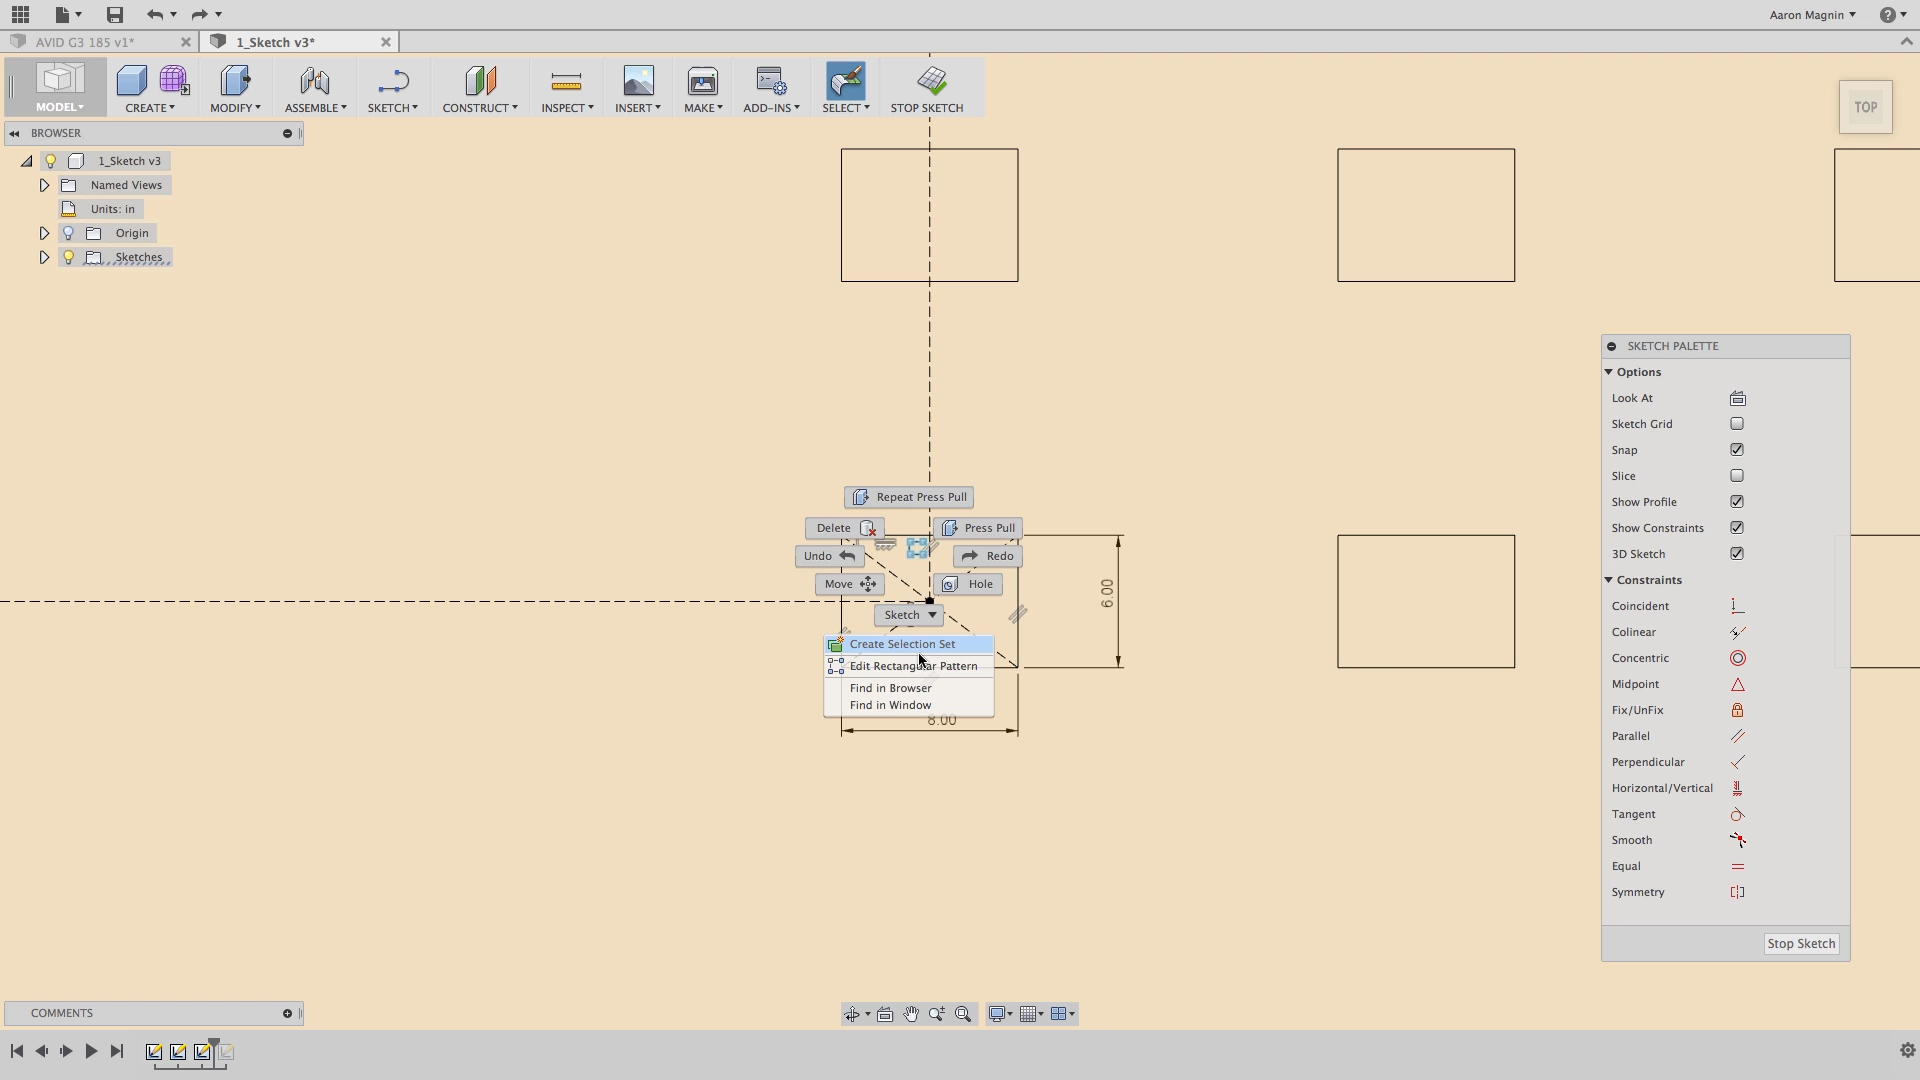 Aaron Magnin
AVID G3 185 v1*
1_Sketch v3*
MODEL
CREATE
MODIFY
ASSEMBLE
SKETCH
CONSTRUCT
INSPECT
INSERT
MAKE
ADD-INS
SELECT
STOP SKETCH
TOP
BROWSER
1_Sketch v3
Named Views
Units: in
Origin
Sketches
Repeat Press Pull
Delete
Press Pull
Undo
Redo
Move
Hole
Sketch
Create Selection Set
Edit Rectangular Pattern
Find in Browser
Find in Window
6.00
8.00
SKETCH PALETTE
Options
Look At
Sketch Grid
Snap
Slice
Show Profile
Show Constraints
3D Sketch
Constraints
Coincident
Colinear
Concentric
Midpoint
Fix/UnFix
Parallel
Perpendicular
Horizontal/Vertical
Tangent
Smooth
Equal
Symmetry
Stop Sketch
COMMENTS